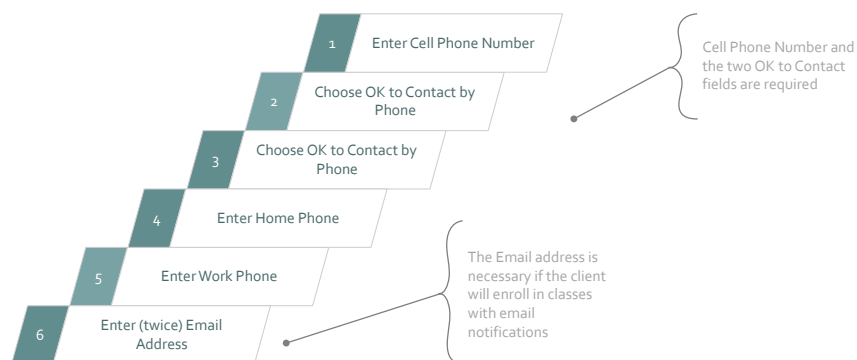 1
Enter Cell Phone Number
2
Choose OK to Contact by
Phone
3
Choose OK to Contact by
Phone
4
Enter Home Phone
5
Enter Work Phone
6
Enter (twice) Email
Address
Cell Phone Number and
the two OK to Contact
fields are required
The Email address is
necessary if the client
will enroll in classes
with email
notifications